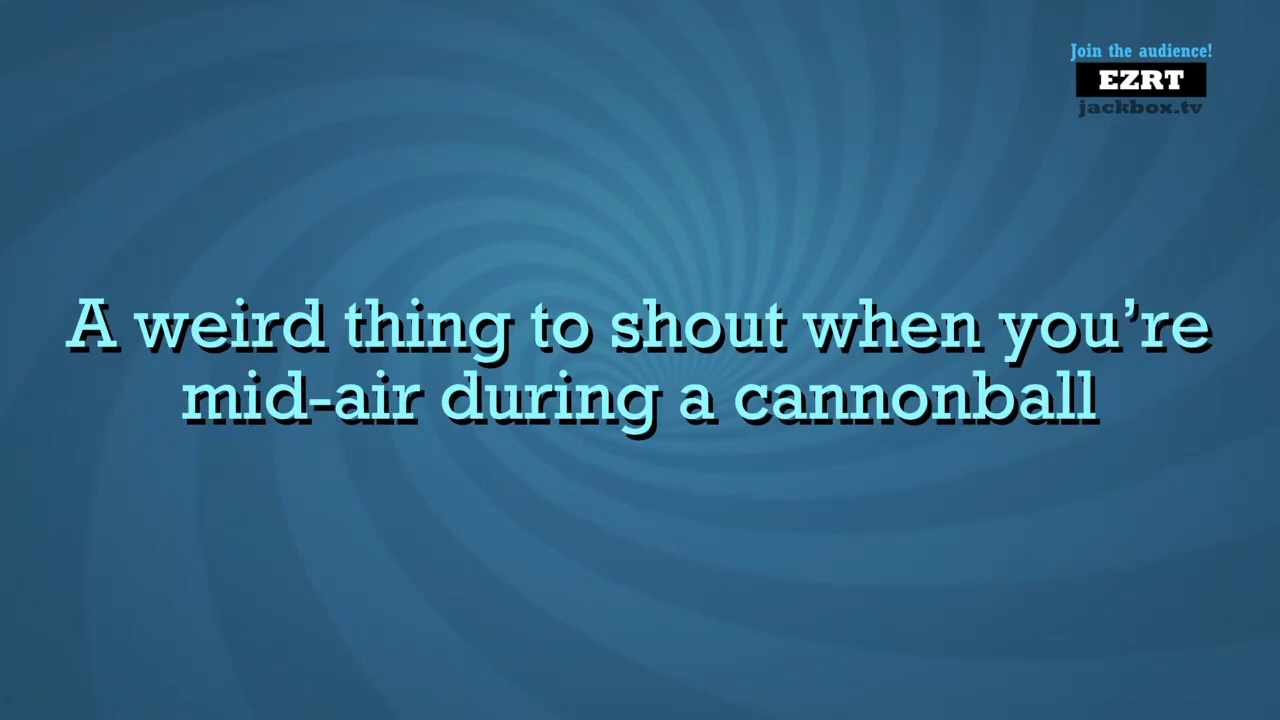 Join the audience!
EZRT
jackbox.tv
A weird thing to shout when you’re
mid-air during a cannonball